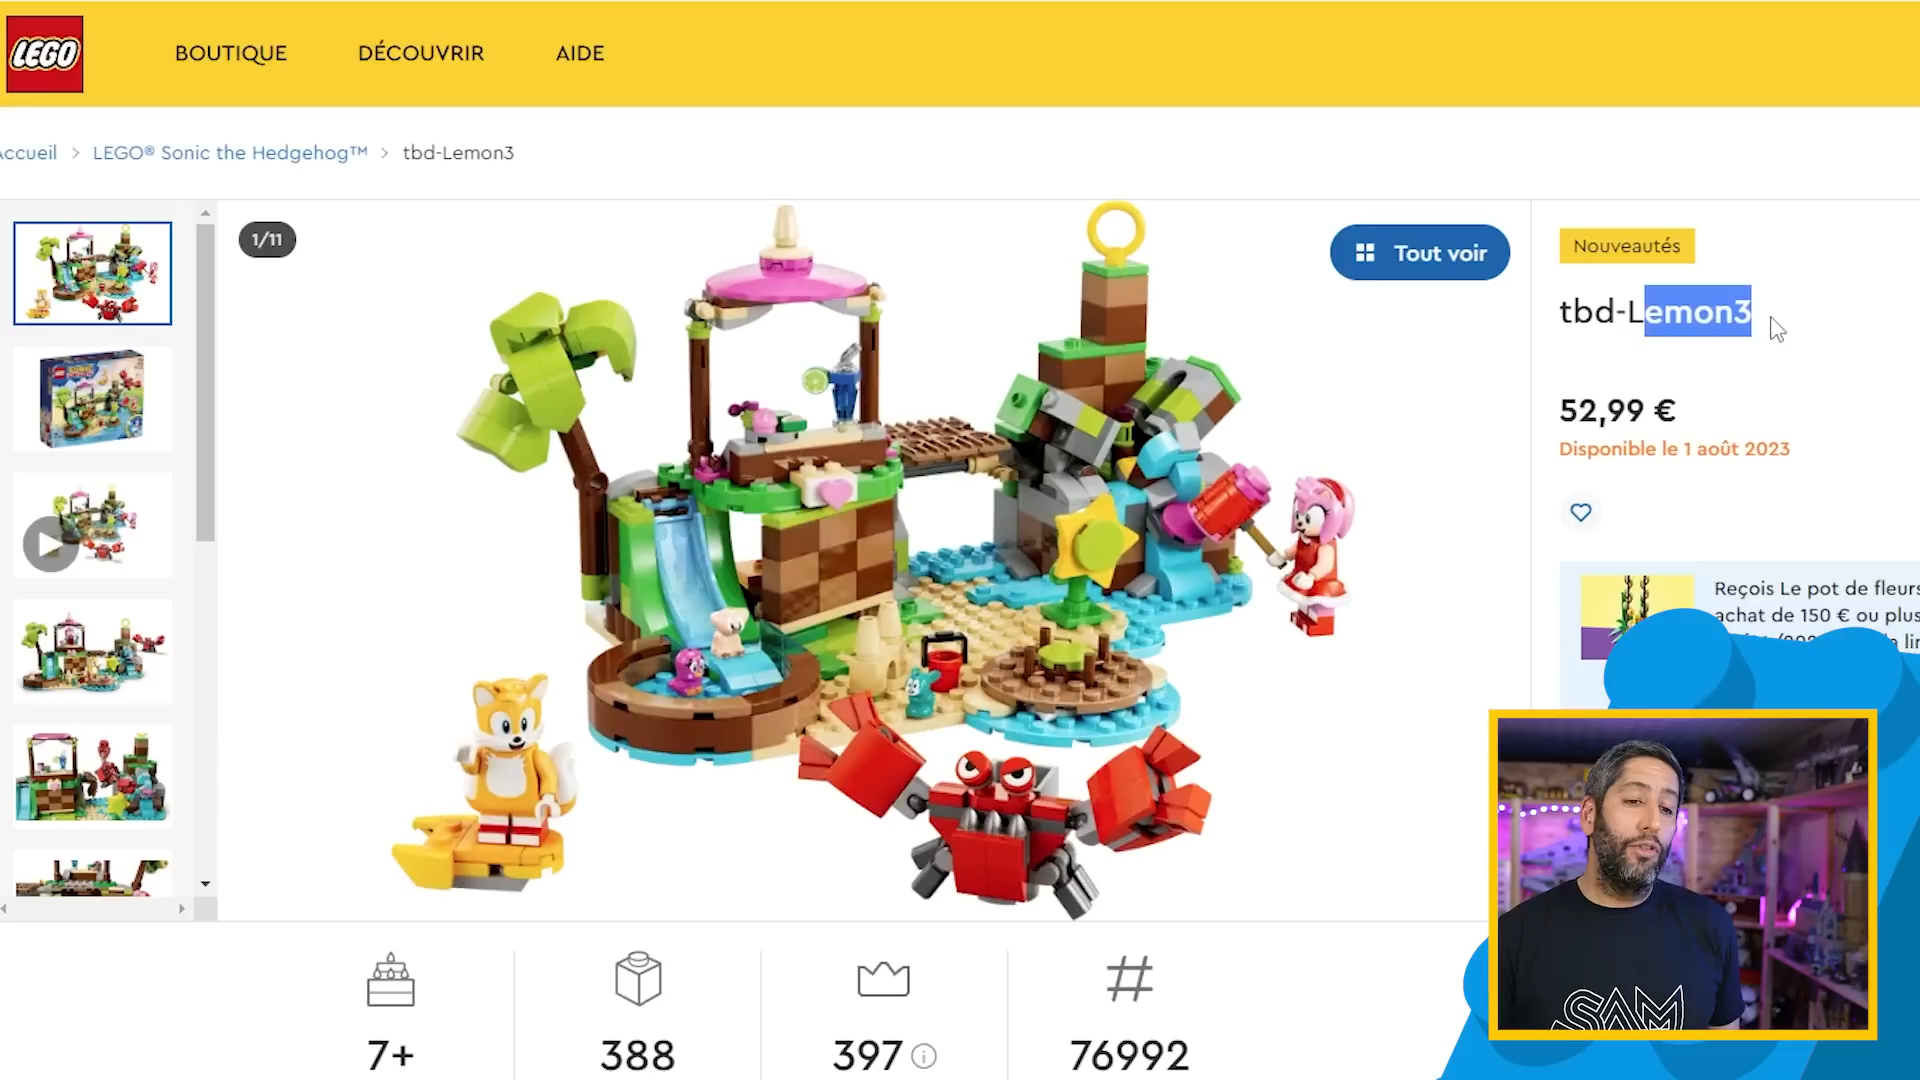 LEGO
BOUTIQUE
DÉCOUVRIR
AIDE
Accueil > LEGO® Sonic the Hedgehog™ > tbd-Lemon3
1/11
Tout voir
Nouveautés
tbd-Lemon3
52,99 €
Disponible le 1 août 2023
Reçois Le pot de fleurs
achat de 150 € ou plus
7+
388
397
76992
SAM